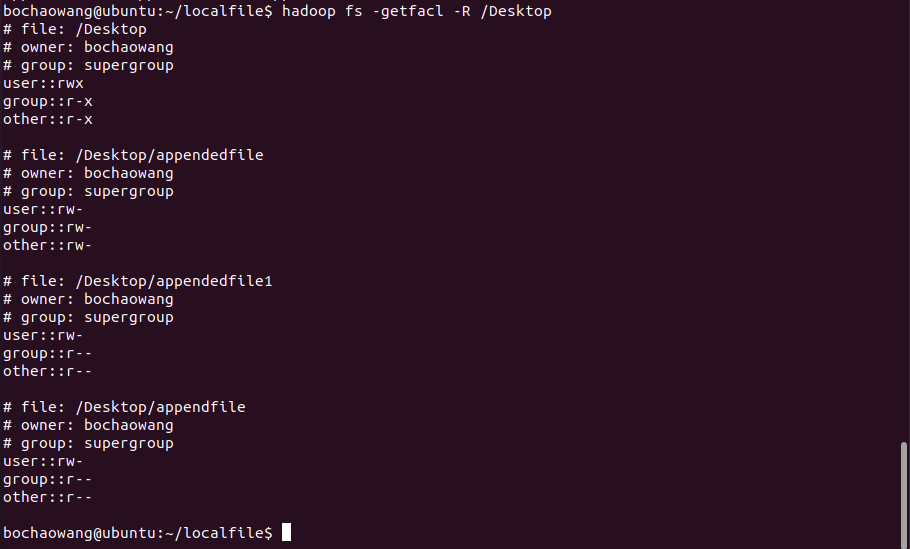 bochaowang@ubuntu:~/localfile$ hadoop fs -getfacl -R /Desktop
# file: /Desktop
# owner: bochaowang
# group: supergroup
user::rwx
group::r-x
other::r-x

# file: /Desktop/appendedfile
# owner: bochaowang
# group: supergroup
user::rw-
group::rw-
other::rw-

# file: /Desktop/appendedfile1
# owner: bochaowang
# group: supergroup
user::rw-
group::r--
other::r--

# file: /Desktop/appendfile
# owner: bochaowang
# group: supergroup
user::rw-
group::r--
other::r--

bochaowang@ubuntu:~/localfile$